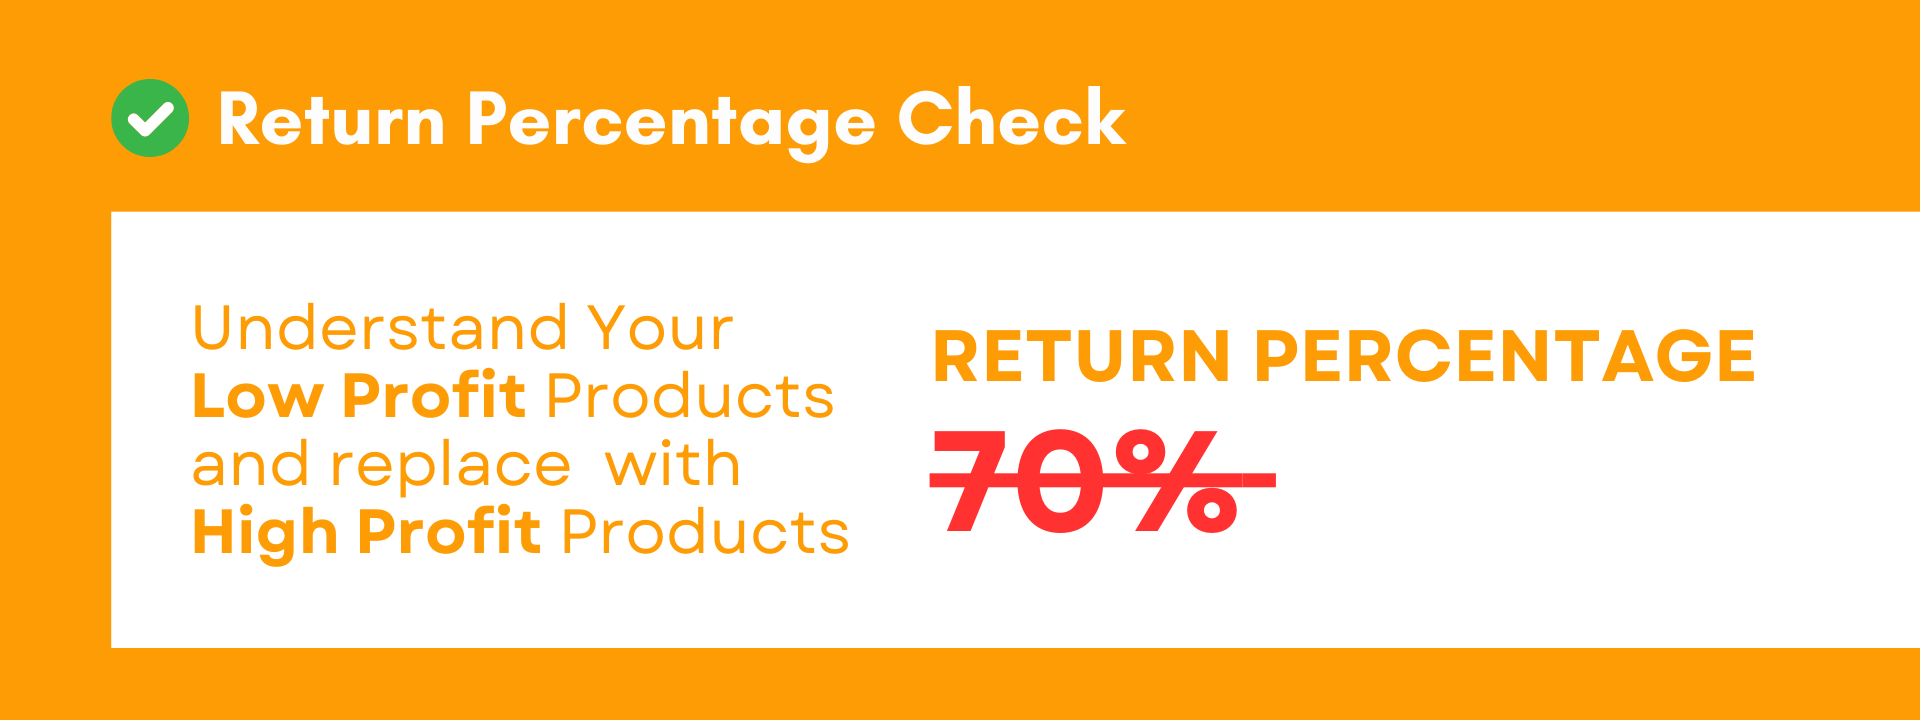 Return Percentage Check
Understand Your
Low Profit Products
and replace with
High Profit Products
RETURN PERCENTAGE
70%